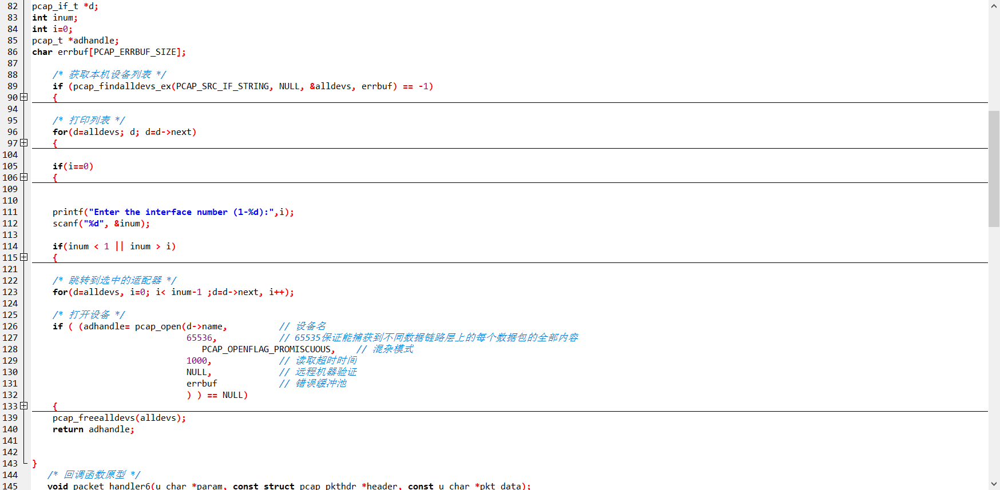 82 pcap_if_t *d;
83 int inum;
84 int i=0;
85 pcap_t *adhandle;
86 char errbuf[PCAP_ERRBUF_SIZE];
87
88 /* 获取本机设备列表 */
89 if (pcap_findalldevs_ex(PCAP_SRC_IF_STRING, NULL, &alldevs, errbuf) == -1)
90 {
94
95 /* 打印列表 */
96 for(d=alldevs; d; d=d->next)
97 {
104
105 if(i==0)
106 {
109
110
111 printf("Enter the interface number (1-%d):",i);
112 scanf("%d", &inum);
113
114 if(inum < 1 || inum > i)
115 {
121
122 /* 跳转到选中的适配器 */
123 for(d=alldevs, i=0; i< inum-1 ;d=d->next, i++);
124
125 /* 打开设备 */
126 if ( (adhandle= pcap_open(d->name, // 设备名
127 65536, // 65535保证能捕获到不同数据链路层上的每个数据包的全部内容
128 PCAP_OPENFLAG_PROMISCUOUS, // 混杂模式
129 1000, // 读取超时时间
130 NULL, // 远程机器验证
131 errbuf // 错误缓冲池
132 ) ) == NULL)
133 {
139 pcap_freealldevs(alldevs);
140 return adhandle;
141
142
143 }
144 /* 回调函数原型 */
145 void packet_handler6(u_char *param, const struct pcap_pkthdr *header, const u_char *pkt_data);